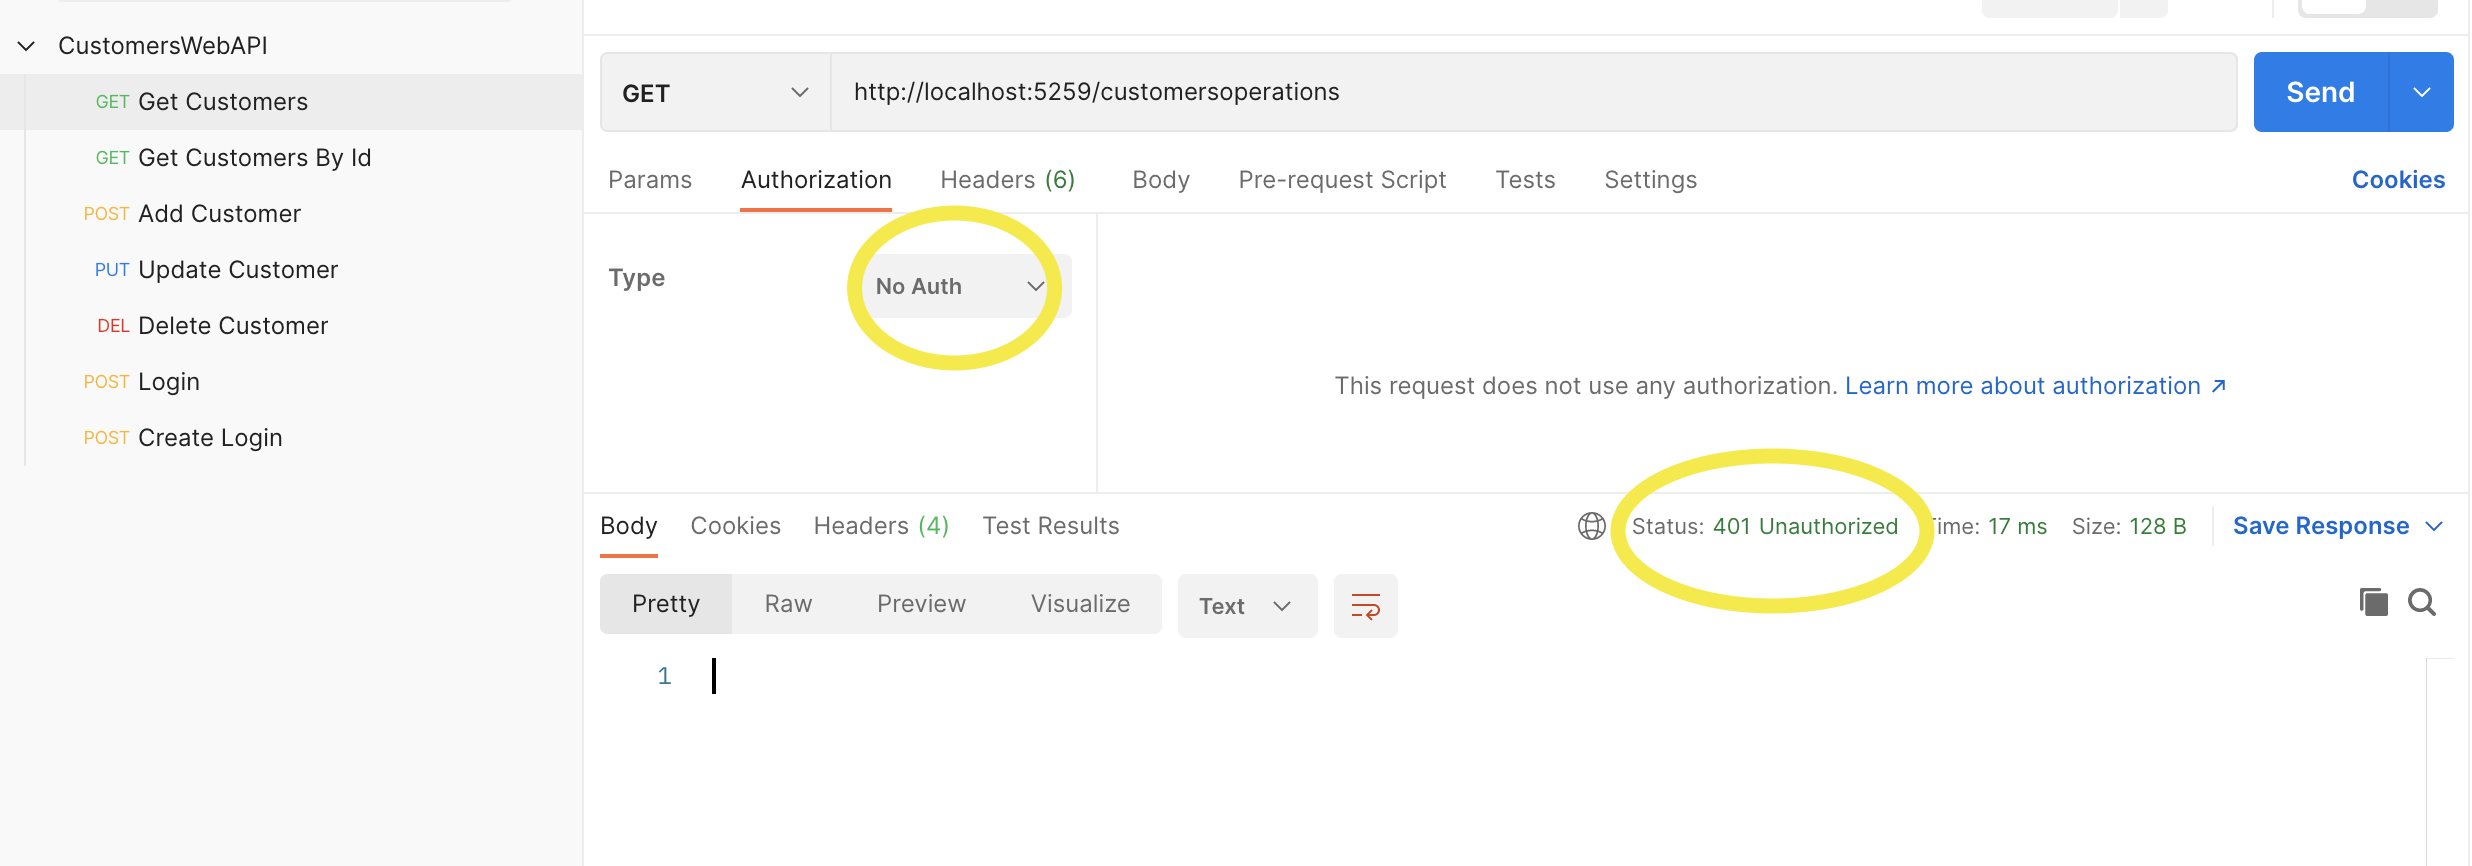 CustomersWebAPI
GET Get Customers
GET Get Customers By Id
POST Add Customer
PUT Update Customer
DEL Delete Customer
POST Login
POST Create Login
GET http://localhost:5259/customersoperations Send
Params Authorization Headers (6) Body Pre-request Script Tests Settings Cookies
Type No Auth
This request does not use any authorization. Learn more about authorization ↗
Body Cookies Headers (4) Test Results Status: 401 Unauthorized Time: 17 ms Size: 128 B Save Response
Pretty Raw Preview Visualize Text
1